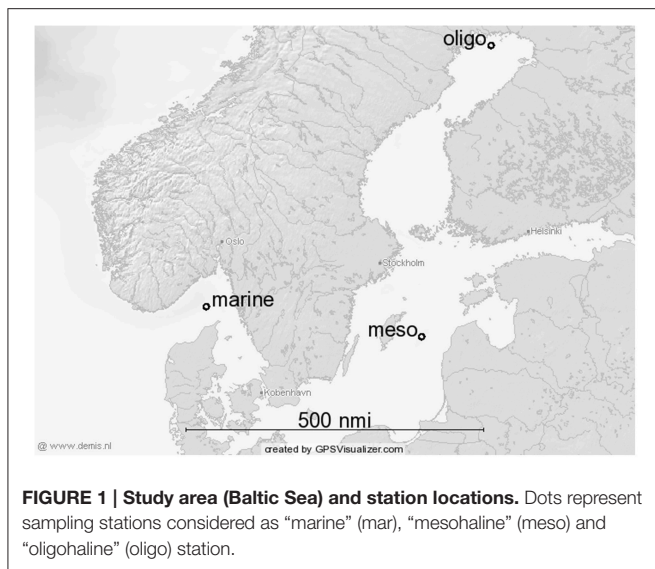 oligo
Oslo
Helsinki
Stockholm
marine
meso
Kobenhavn
500 nmi
@ www.demis.nl
created by GPSVisualizer.com
FIGURE 1 | Study area (Baltic Sea) and station locations. Dots represent
sampling stations considered as “marine” (mar), “mesohaline” (meso) and
“oligohaline” (oligo) station.